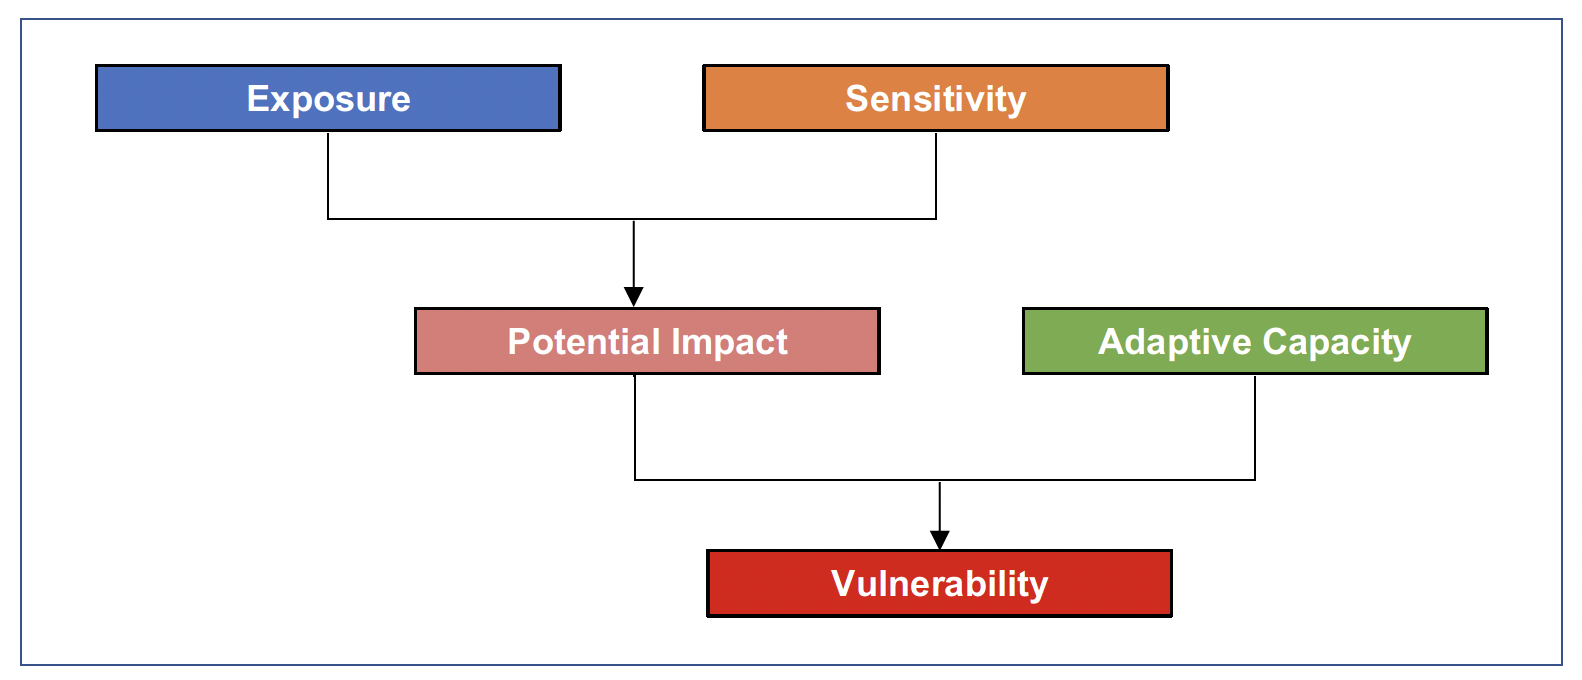 Exposure
Sensitivity
Potential Impact
Adaptive Capacity
Vulnerability